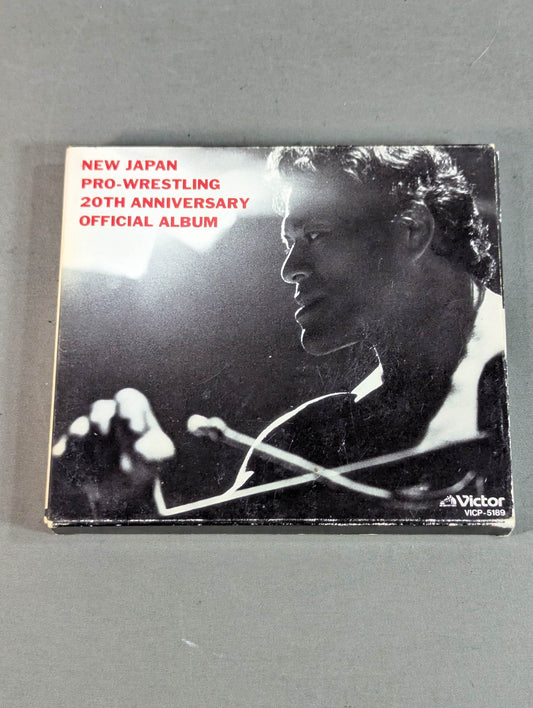 NEW JAPAN
PRO-WRESTLING
20TH ANNIVERSARY
OFFICIAL ALBUM
Victor
VICP-5189